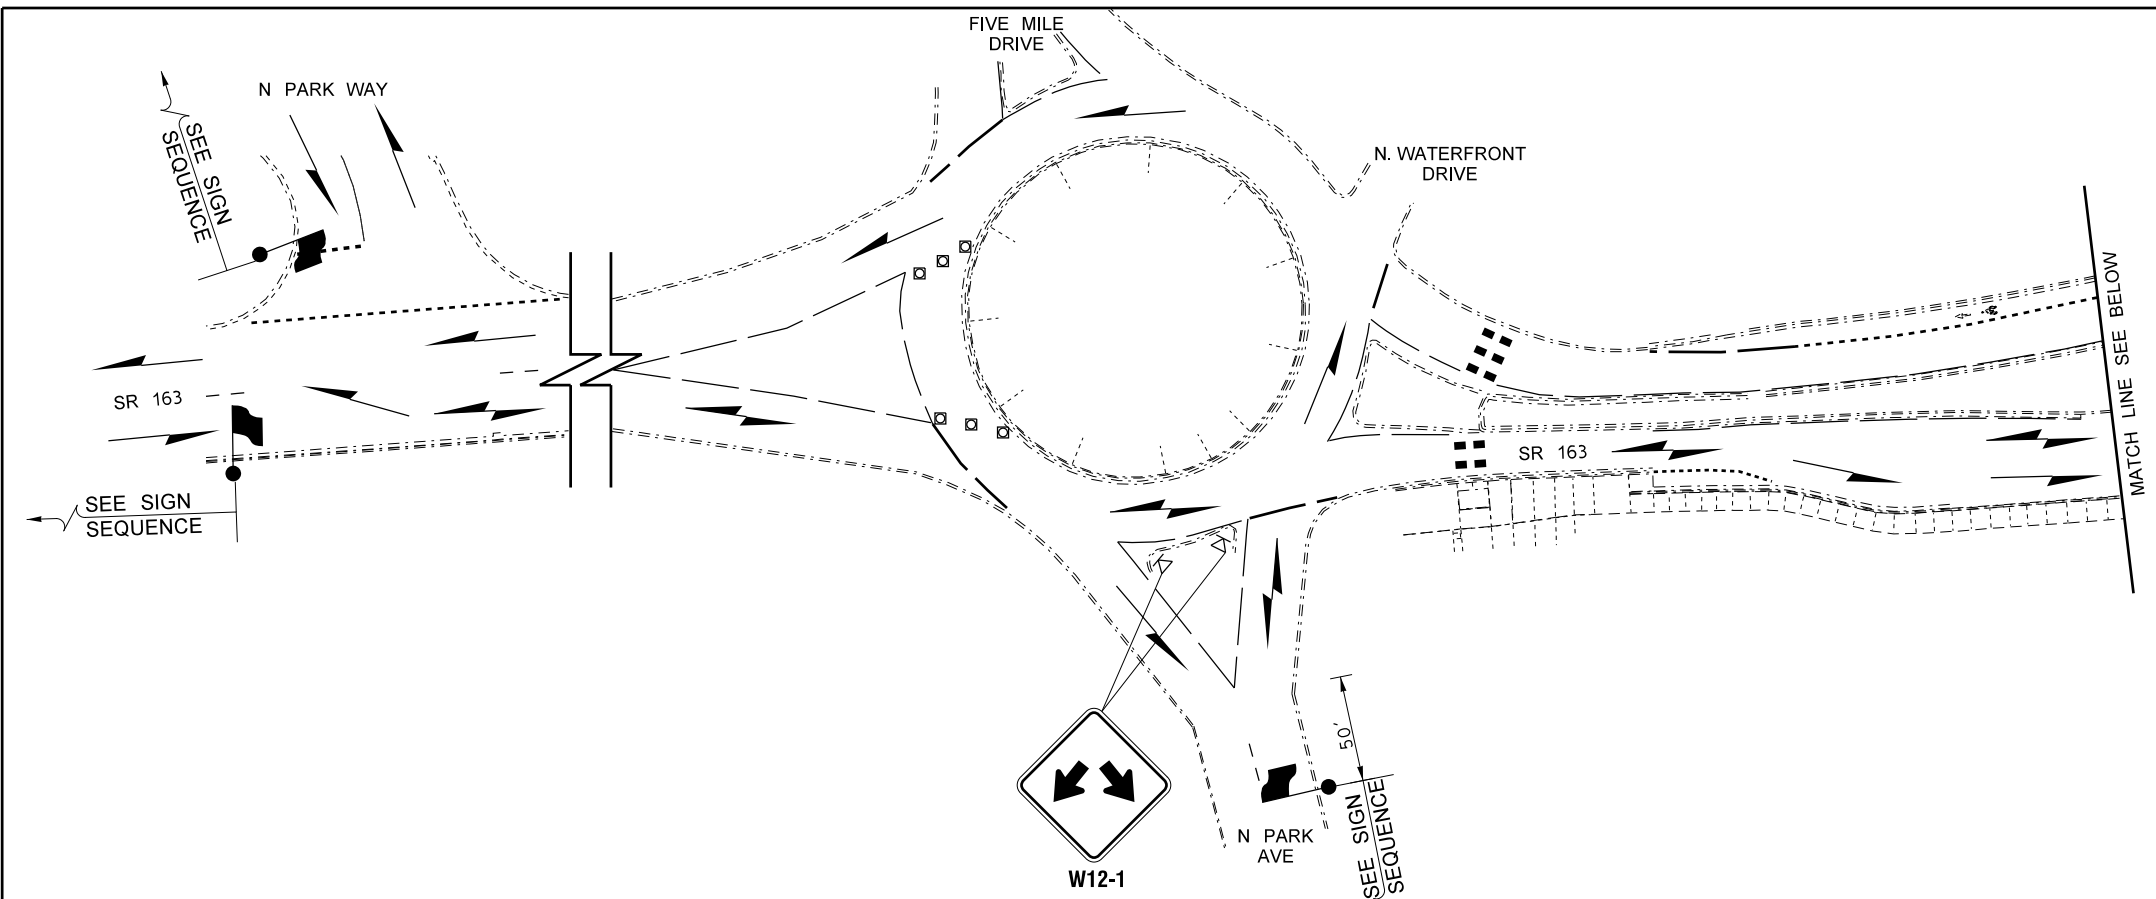 FIVE MILE
DRIVE
N PARK WAY
SEE SIGN
SEQUENCE
N. WATERFRONT
DRIVE
MATCH LINE SEE BELOW
SR 163
SR 163
SEE SIGN
SEQUENCE
50'
N PARK
AVE
SEE SIGN
SEQUENCE
W12-1